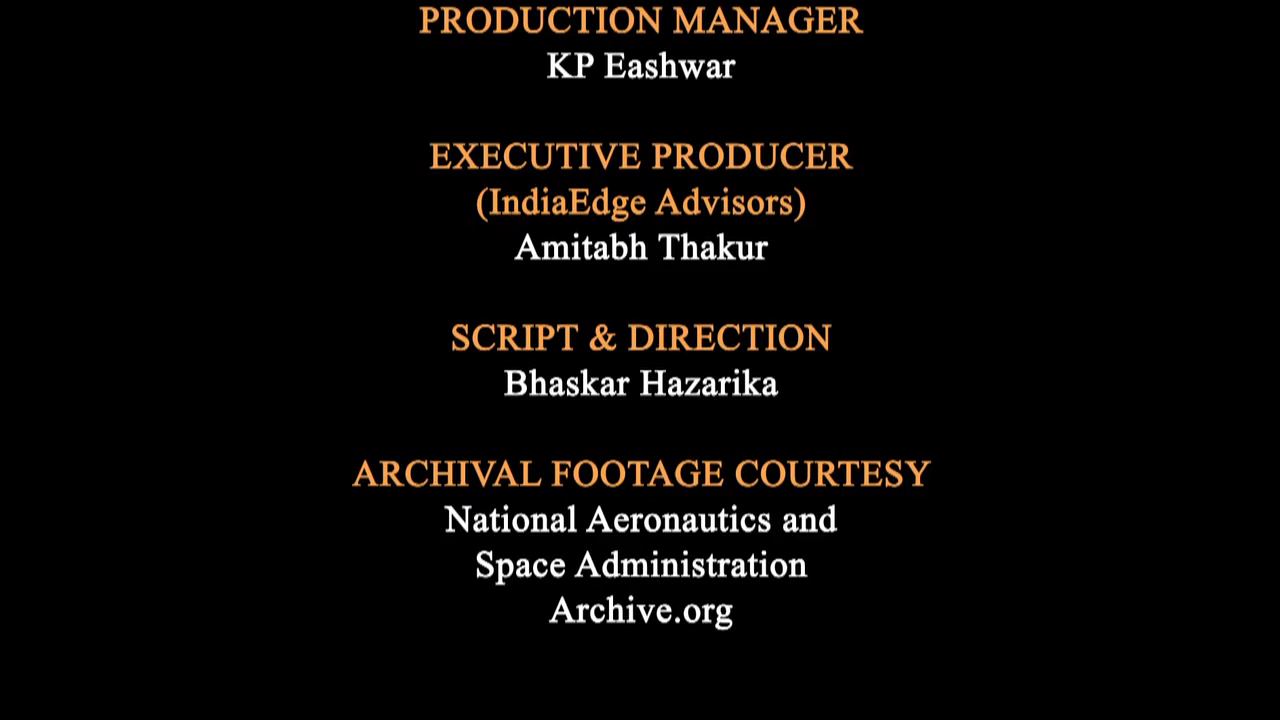 PRODUCTION MANAGER
KP Eashwar
EXECUTIVE PRODUCER
(IndiaEdge Advisors)
Amitabh Thakur
SCRIPT & DIRECTION
Bhaskar Hazarika
ARCHIVAL FOOTAGE COURTESY
National Aeronautics and
Space Administration
Archive.org